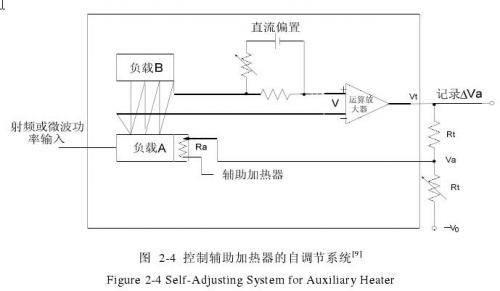 直流偏置
负载B
V
运算放
大器
Vt
记录ΔVa
射频或微波功
率输入
负载A
Ra
辅助加热器
Rt
Va
Rt
−V₀
图 2-4 控制辅助加热器的自调节系统[9]
Figure 2-4 Self-Adjusting System for Auxiliary Heater